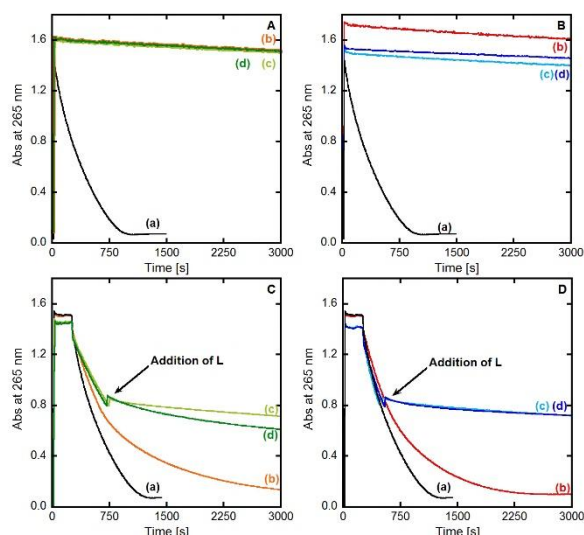 A
1.6
1.2
0.8
0.4
0.0
Abs at 265 nm
(b)
(d) (c)
(a)
0 750 1500 2250 3000
Time [s]
B
1.6
1.2
0.8
0.4
0.0
Abs at 265 nm
(b)
(c)(d)
(a)
0 750 1500 2250 3000
Time [s]
C
1.6
1.2
0.8
0.4
0.0
Abs at 265 nm
Addition of L
(c)
(d)
(b)
(a)
0 750 1500 2250 3000
Time [s]
D
1.6
1.2
0.8
0.4
0.0
Abs at 265 nm
Addition of L
(c) (d)
(b)
(a)
0 750 1500 2250 3000
Time [s]